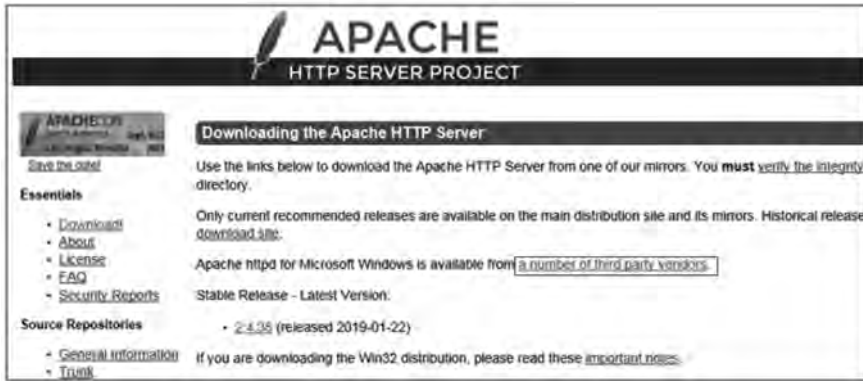 APACHE
HTTP SERVER PROJECT
APACHECON
Save the date!
Essentials
• Download!
• About
• License
• FAQ
• Security Reports
Source Repositories
• General Information
• Trunk
Downloading the Apache HTTP Server
Use the links below to download the Apache HTTP Server from one of our mirrors. You must verify the integrity
directory.
Only current recommended releases are available on the main distribution site and its mirrors. Historical release
download site.
Apache httpd for Microsoft Windows is available from a number of third party vendors.
Stable Release - Latest Version:
• 2.4.38 (released 2019-01-22)
If you are downloading the Win32 distribution, please read these important notes.